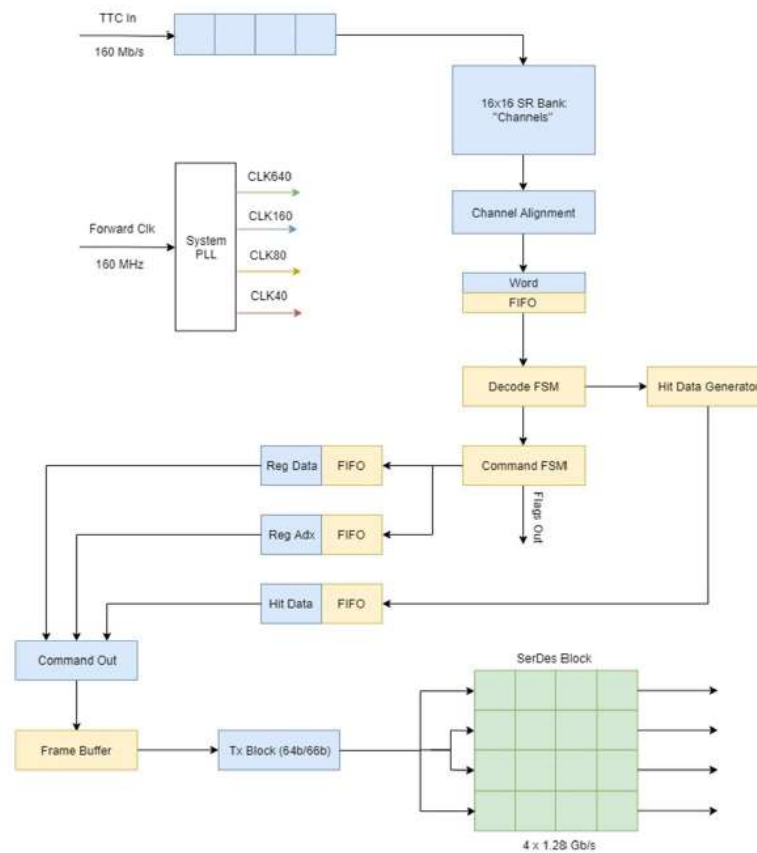 TTC In
160 Mb/s
16x16 SR Bank:
"Channels"
Channel Alignment
Forward Clk
160 MHz
System
PLL
CLK640
CLK160
CLK80
CLK40
Word
FIFO
Decode FSM
Hit Data Generator
Command FSM
Flags Out
Reg Data
FIFO
Reg Adx
FIFO
Hit Data
FIFO
Command Out
Frame Buffer
Tx Block (64b/66b)
SerDes Block
4 x 1.28 Gb/s